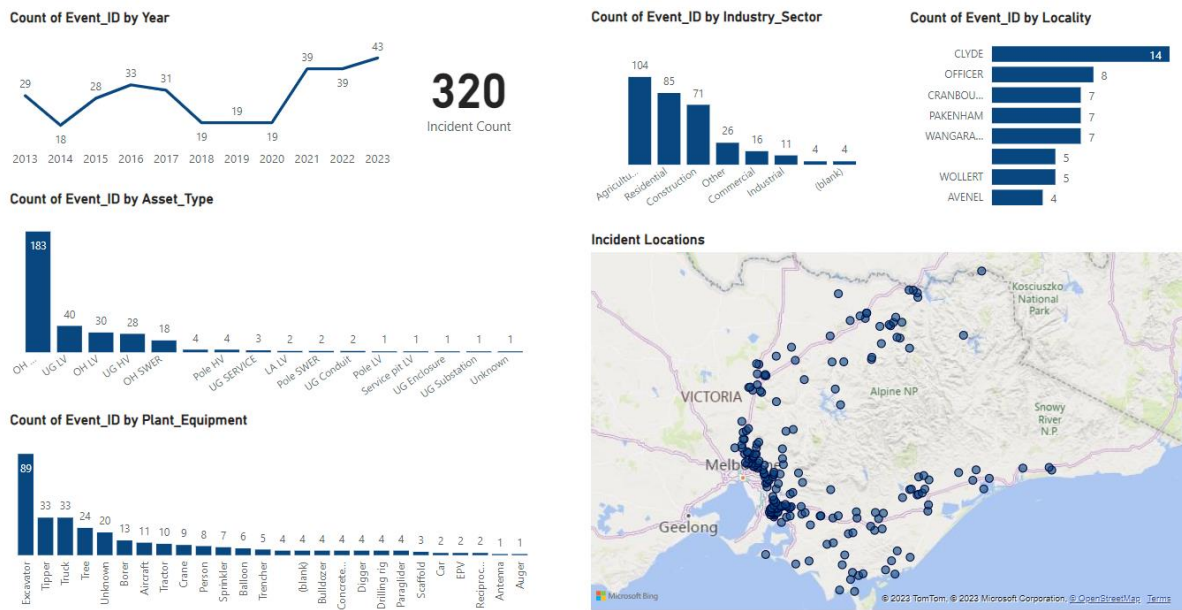 Count of Event_ID by Year
29 18 28 33 31 19 19 19 39 39 43
2013 2014 2015 2016 2017 2018 2019 2020 2021 2022 2023
320
Incident Count
Count of Event_ID by Industry_Sector
104 85 71 26 16 11 4 4
Agricultu... Residential Construction Other Commercial Industrial (blank)
Count of Event_ID by Locality
CLYDE 14
OFFICER 8
CRANBOU... 7
PAKENHAM 7
WANGARA... 7
5
WOLLERT 5
AVENEL 4
Count of Event_ID by Asset_Type
183 40 30 28 18 4 4 3 2 2 2 1 1 1 1 1
OH ... UG LV OH LV UG HV OH SWER Pole HV UG SERVICE LA LV Pole SWER UG Conduit Pole LV Service pit LV UG Enclosure UG Substation Unknown
Count of Event_ID by Plant_Equipment
89 33 33 24 20 13 11 10 9 8 7 6 5 4 4 4 4 4 4 4 3 2 2 2 1 1
Excavator Tipper Truck Tree Unknown Borer Aircraft Tractor Crane Person Sprinkler Balloon Trencher (blank) Bulldozer Concrete... Digger Drilling rig Paraglider Scaffold Car EPV Reciproc... Antenna Auger
Incident Locations
Kosciuszko
National
Park
VICTORIA
Alpine NP
Snowy
River
N.P.
Geelong
Microsoft Bing
© 2023 TomTom, © 2023 Microsoft Corporation, © OpenStreetMap Terms